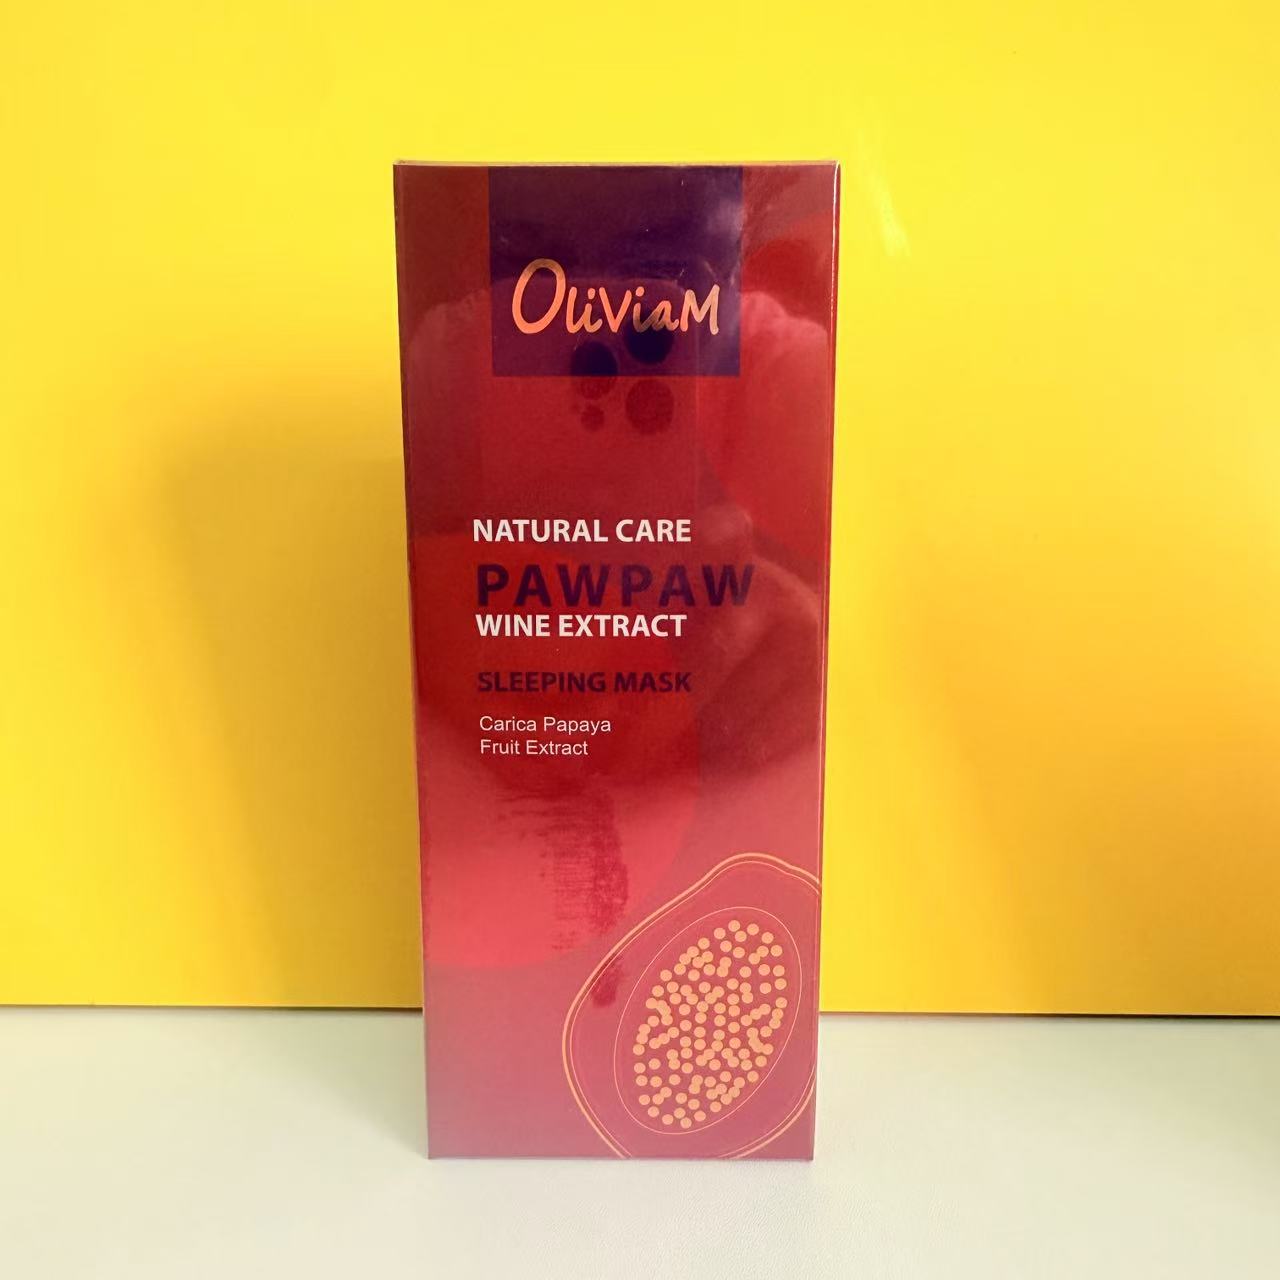 OliViaM
NATURAL CARE
PAWPAW
WINE EXTRACT
SLEEPING MASK
Carica Papaya
Fruit Extract